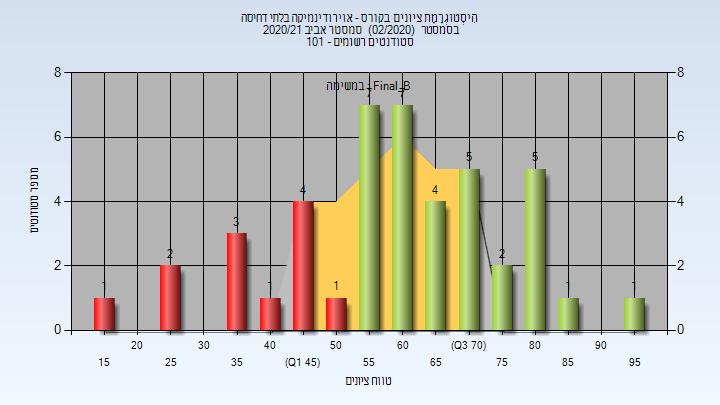 היסטוגרמת ציונים בקורס - אוירודינמיקה בלתי דחיסה
בסמסטר (02/2020) סמסטר אביב 2020/21
סטודנטים רשומים - 101
במשימה: Final_B
8 8
6 6
4 4
2 2
0 0
מספר סטודנטים
1 2 3 1 4 1 7 7 4 5 2 5 1 1
20 30 40 50 60 (Q3 70) 80 90
15 25 35 (Q1 45) 55 65 75 85 95
טווח ציונים